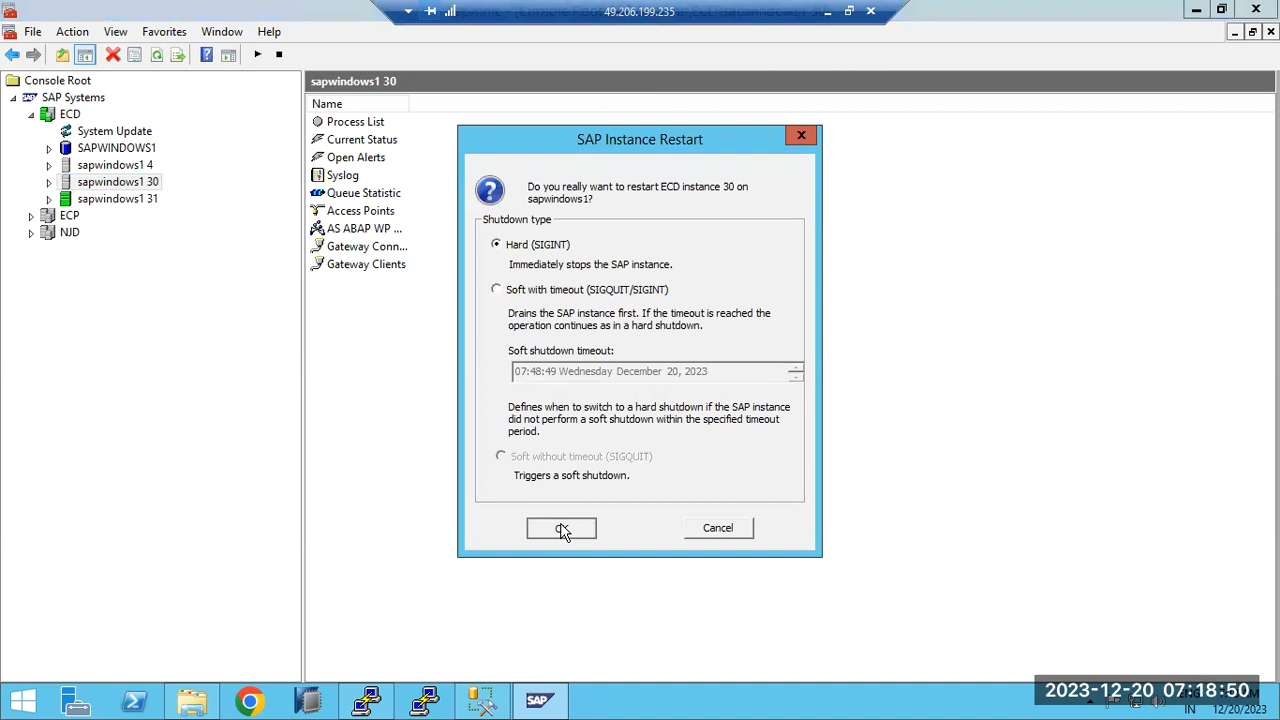 49.206.199.235
File Action View Favorites Window Help
Console Root
SAP Systems
ECD
System Update
SAPWINDOWS1
sapwindows1 4
sapwindows1 30
sapwindows1 31
ECP
NJD
sapwindows1 30
Name
Process List
Current Status
Open Alerts
Syslog
Queue Statistic
Access Points
AS ABAP WP ...
Gateway Conn...
Gateway Clients
SAP Instance Restart
Do you really want to restart ECD instance 30 on
sapwindows1?
Shutdown type
Hard (SIGINT)
Immediately stops the SAP instance.
Soft with timeout (SIGQUIT/SIGINT)
Drains the SAP instance first. If the timeout is reached the
operation continues as in a hard shutdown.
Soft shutdown timeout:
07:48:49 Wednesday December 20, 2023
Defines when to switch to a hard shutdown if the SAP instance
did not perform a soft shutdown within the specified timeout
period.
Soft without timeout (SIGQUIT)
Triggers a soft shutdown.
Cancel
SAP
2023-12-20 07:18:50
IN 12/20/2023